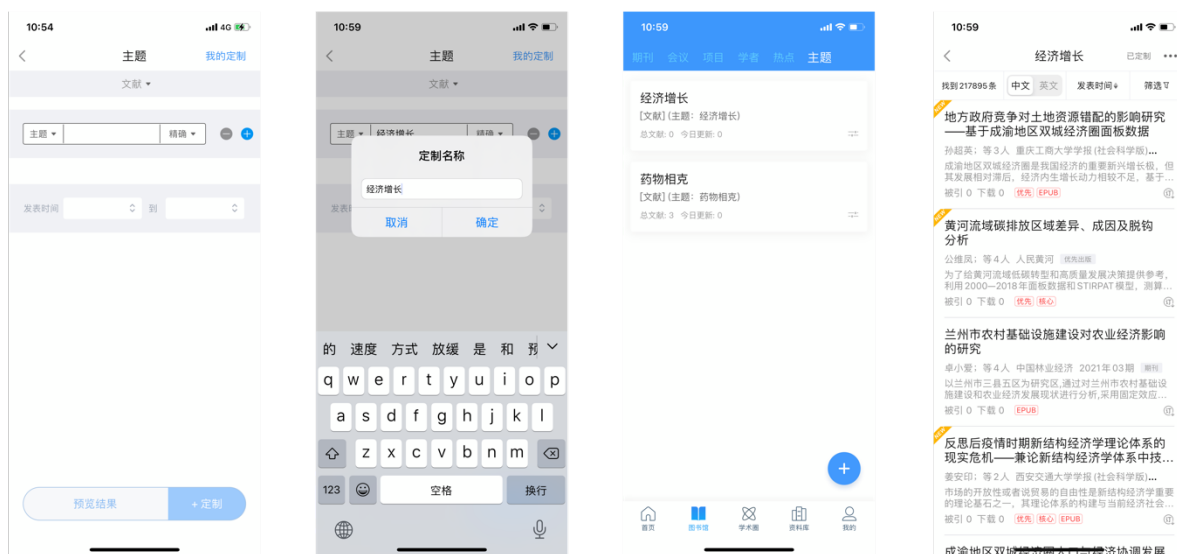 10:54
4G
主题
我的定制
文献
主题
精确
发表时间
到
预览结果
+ 定制
10:59
主题
我的定制
文献
主题
经济增长
精确
定制名称
经济增长
发表
取消
确定
的 速度 方式 放缓 是 和 预
q w e r t y u i o p
a s d f g h j k l
z x c v b n m
123
空格
换行
10:59
期刊 会议 项目 学者 热点 主题
经济增长
[文献] (主题：经济增长)
总文献: 0 今日更新: 0
药物相克
[文献] (主题：药物相克)
总文献: 3 今日更新: 0
+
首页 图书馆 学术圈 资料库 我的
10:59
经济增长
已定制
找到217895条
中文 英文
发表时间
筛选
地方政府竞争对土地资源错配的影响研究
——基于成渝地区双城经济圈面板数据
孙超英；等3人 重庆工商大学学报(社会科学版)...
成渝地区双城经济圈是我国经济的重要新兴增长极，但
其发展相对滞后，经济内生增长动力相较不足，基于...
被引 0 下载 0 优先 EPUB
黄河流域碳排放区域差异、成因及脱钩
分析
公维凤；等4人 人民黄河 优先出版
为了给黄河流域低碳转型和高质量发展决策提供参考，
利用2000—2018年面板数据和STIRPAT模型，测算...
被引 0 下载 0 优先 核心
兰州市农村基础设施建设对农业经济影响
的研究
卓小爱；等4人 中国林业经济 2021年03期 期刊
以兰州市三县五区为研究区,通过对兰州市农村基础设
施建设和农业经济发展现状进行分析,采用固定效应...
被引 0 下载 0 EPUB
反思后疫情时期新结构经济学理论体系的
现实危机——兼论新结构经济学体系中技...
姜安印；等2人 西安交通大学学报(社会科学版)...
市场的开放性或者说贸易的自由性是新结构经济学重要
的理论基石之一，其理论体系的构建与当前经济社会...
被引 0 下载 0 优先 核心 EPUB
成渝地区双城经济圈人口与经济协调发展